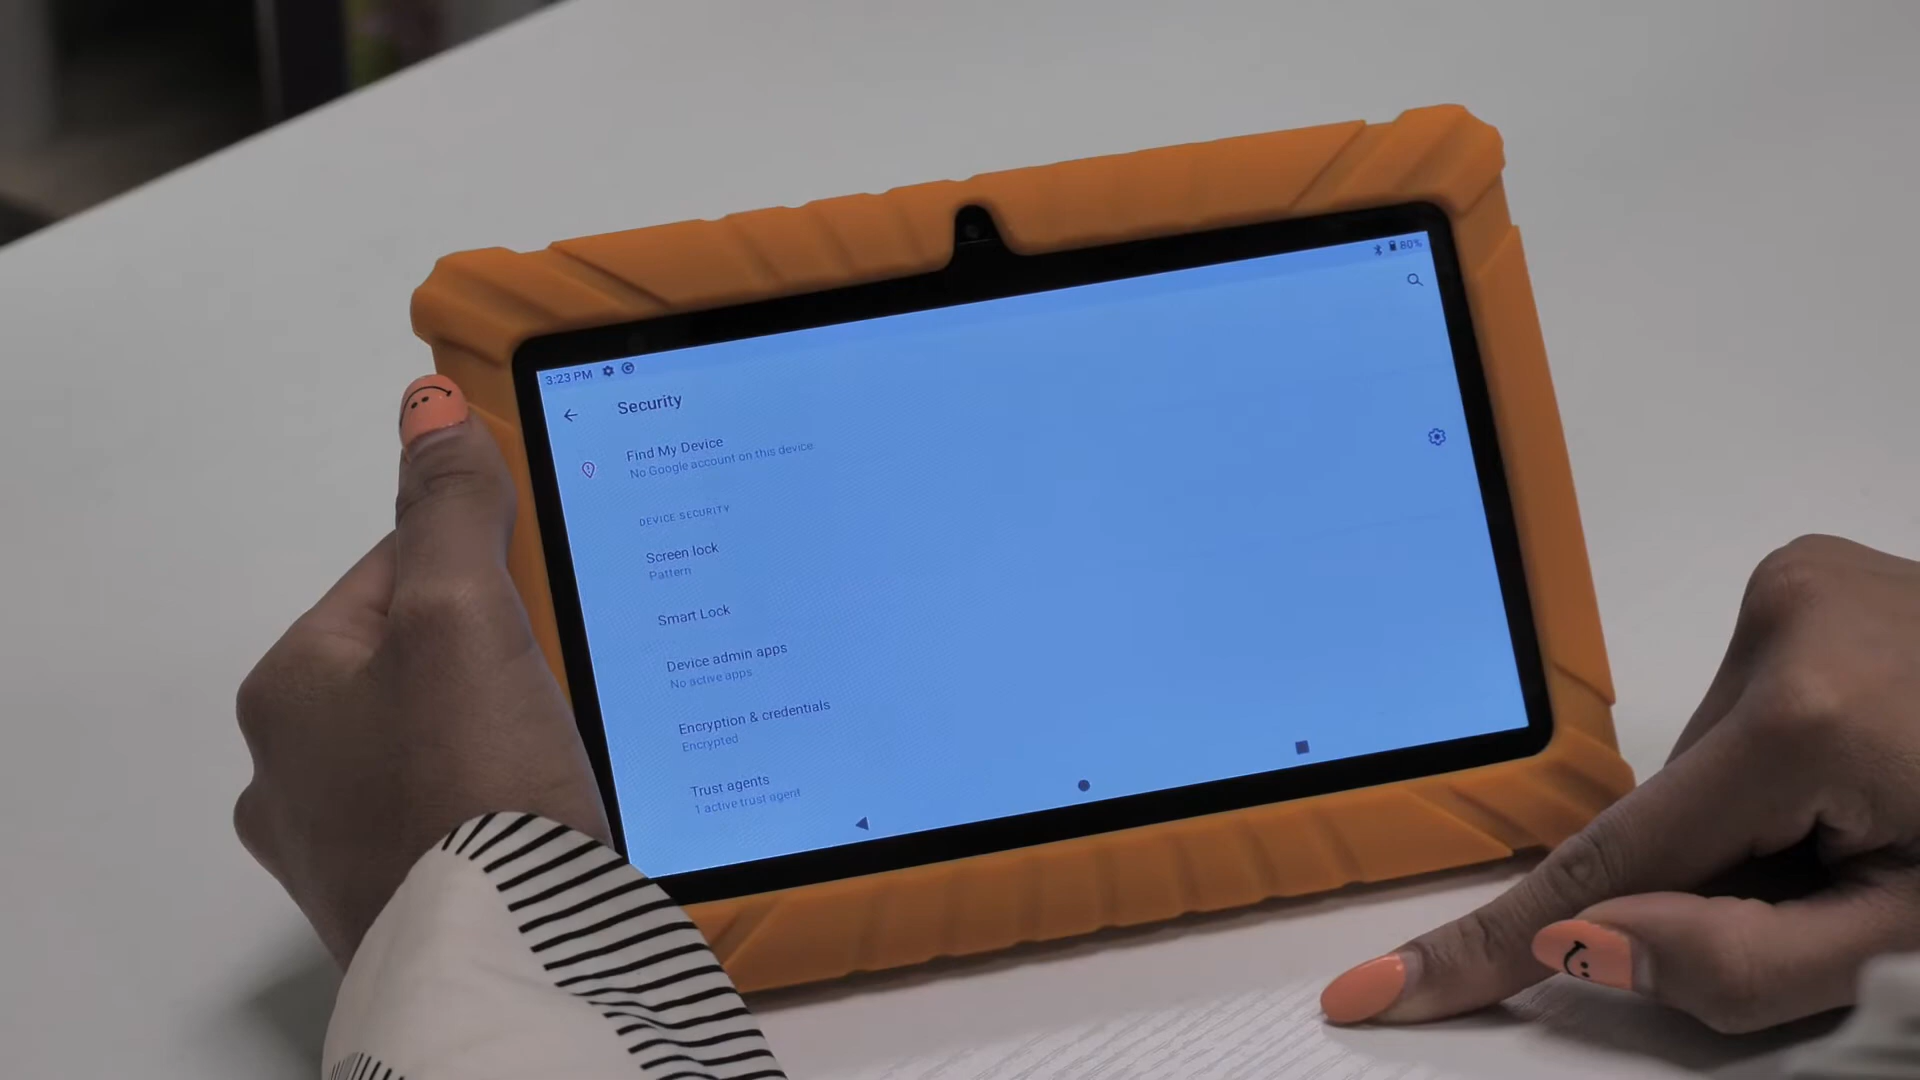 3:23 PM
80%
Security
Find My Device
No Google account on this device
DEVICE SECURITY
Screen lock
Pattern
Smart Lock
Device admin apps
No active apps
Encryption & credentials
Encrypted
Trust agents
1 active trust agent